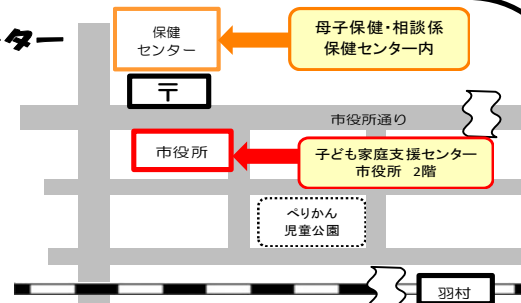 ター
保健
センター
母子保健・相談係
保健センター内
〒
市役所通り
市役所
子ども家庭支援センター
市役所 2階
ぺりかん
児童公園
羽村